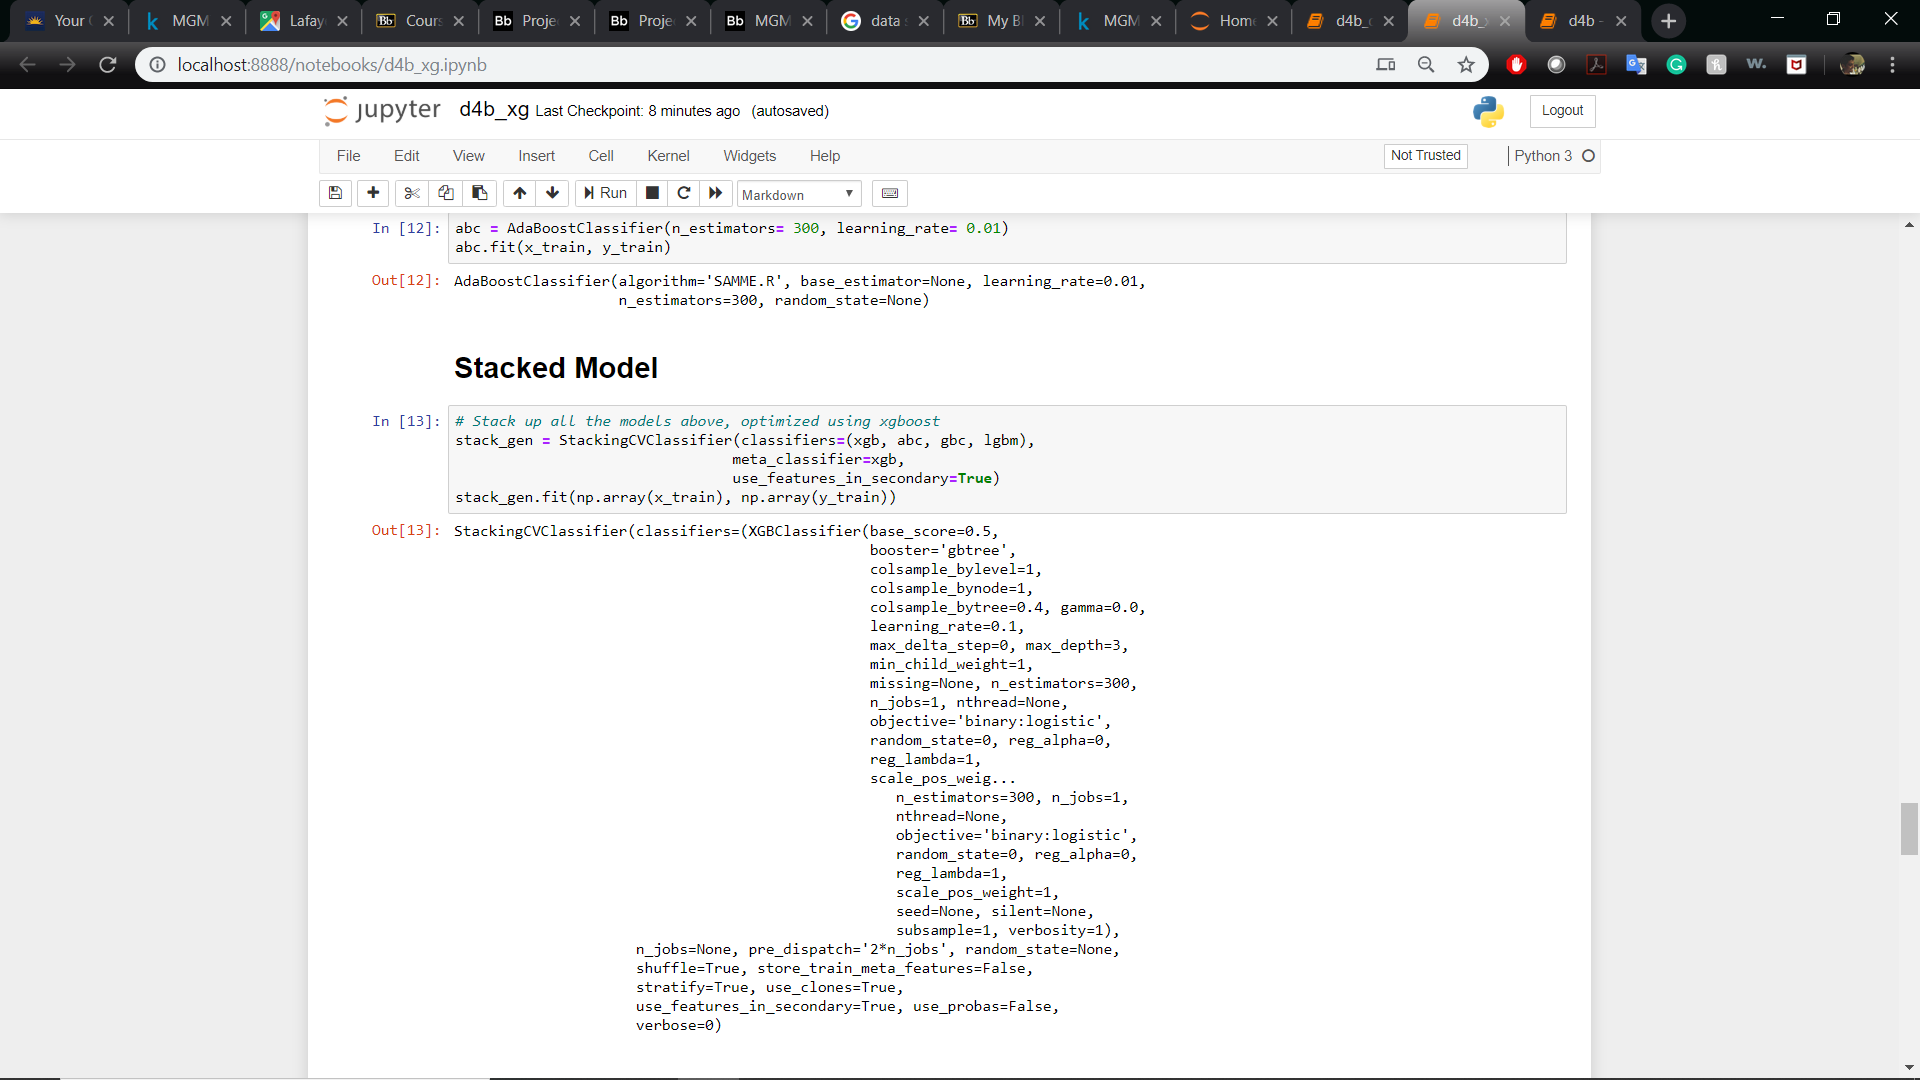 Your
MGM
Lafay
Bb Cours
Bb Proje
Bb Proje
Bb MGM
data
Bb My B
MGM
Home
d4b_
d4b_
d4b -
localhost:8888/notebooks/d4b_xg.ipynb
jupyter d4b_xg Last Checkpoint: 8 minutes ago (autosaved)
Logout
File Edit View Insert Cell Kernel Widgets Help
Not Trusted
Python 3
Run
Markdown
In [12]: abc = AdaBoostClassifier(n_estimators= 300, learning_rate= 0.01)
abc.fit(x_train, y_train)
Out[12]: AdaBoostClassifier(algorithm='SAMME.R', base_estimator=None, learning_rate=0.01,
n_estimators=300, random_state=None)
Stacked Model
In [13]: # Stack up all the models above, optimized using xgboost
stack_gen = StackingCVClassifier(classifiers=(xgb, abc, gbc, lgbm),
meta_classifier=xgb,
use_features_in_secondary=True)
stack_gen.fit(np.array(x_train), np.array(y_train))
Out[13]: StackingCVClassifier(classifiers=(XGBClassifier(base_score=0.5,
booster='gbtree',
colsample_bylevel=1,
colsample_bynode=1,
colsample_bytree=0.4, gamma=0.0,
learning_rate=0.1,
max_delta_step=0, max_depth=3,
min_child_weight=1,
missing=None, n_estimators=300,
n_jobs=1, nthread=None,
objective='binary:logistic',
random_state=0, reg_alpha=0,
reg_lambda=1,
scale_pos_weig...
n_estimators=300, n_jobs=1,
nthread=None,
objective='binary:logistic',
random_state=0, reg_alpha=0,
reg_lambda=1,
scale_pos_weight=1,
seed=None, silent=None,
subsample=1, verbosity=1),
n_jobs=None, pre_dispatch='2*n_jobs', random_state=None,
shuffle=True, store_train_meta_features=False,
stratify=True, use_clones=True,
use_features_in_secondary=True, use_probas=False,
verbose=0)